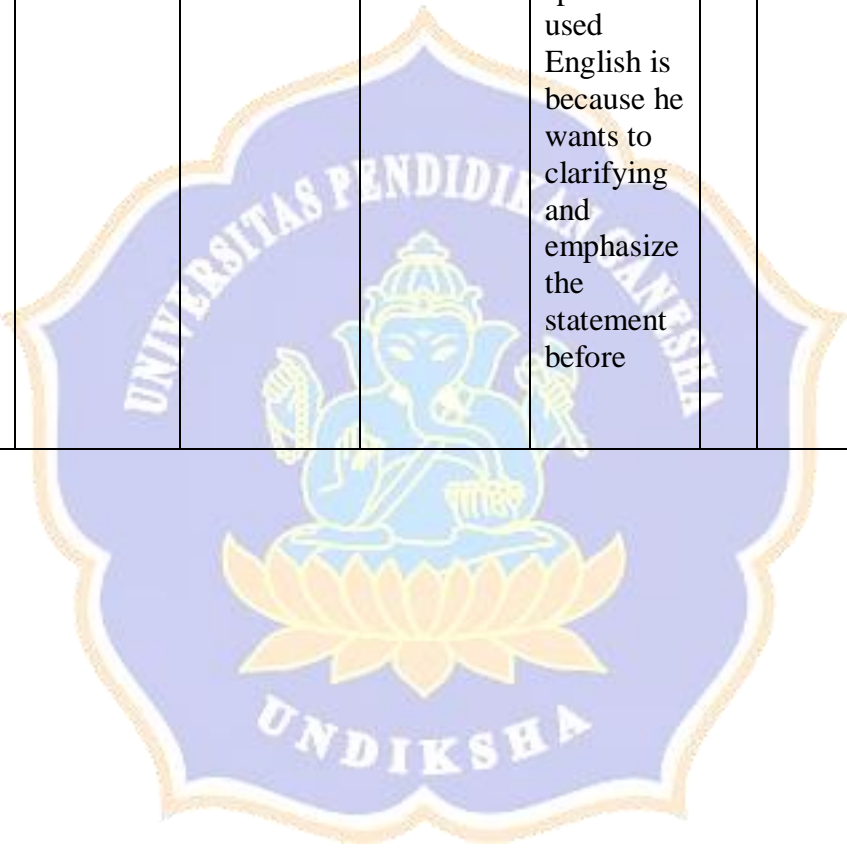 used
English is
because he
wants to
clarifying
and
emphasize
the
statement
before
UNIVERSITAS PENDIDIKAN GANESHA
UNDIKSHA